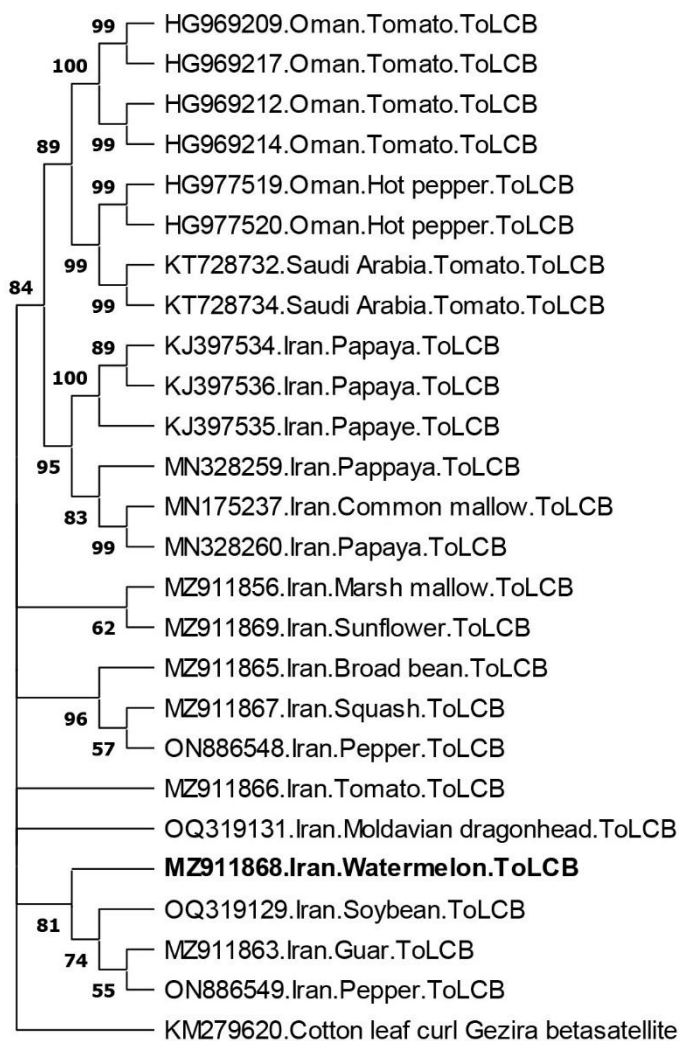 99 HG969209.Oman.Tomato.ToLCB
100 HG969217.Oman.Tomato.ToLCB
HG969212.Oman.Tomato.ToLCB
89 99 HG969214.Oman.Tomato.ToLCB
99 HG977519.Oman.Hot pepper.ToLCB
HG977520.Oman.Hot pepper.ToLCB
99 KT728732.Saudi Arabia.Tomato.ToLCB
84 99 KT728734.Saudi Arabia.Tomato.ToLCB
89 KJ397534.Iran.Papaya.ToLCB
100 KJ397536.Iran.Papaya.ToLCB
KJ397535.Iran.Papaye.ToLCB
95 MN328259.Iran.Pappaya.ToLCB
83 MN175237.Iran.Common mallow.ToLCB
99 MN328260.Iran.Papaya.ToLCB
MZ911856.Iran.Marsh mallow.ToLCB
62 MZ911869.Iran.Sunflower.ToLCB
MZ911865.Iran.Broad bean.ToLCB
96 MZ911867.Iran.Squash.ToLCB
57 ON886548.Iran.Pepper.ToLCB
MZ911866.Iran.Tomato.ToLCB
OQ319131.Iran.Moldavian dragonhead.ToLCB
MZ911868.Iran.Watermelon.ToLCB
81 OQ319129.Iran.Soybean.ToLCB
74 MZ911863.Iran.Guar.ToLCB
55 ON886549.Iran.Pepper.ToLCB
KM279620.Cotton leaf curl Gezira betasatellite